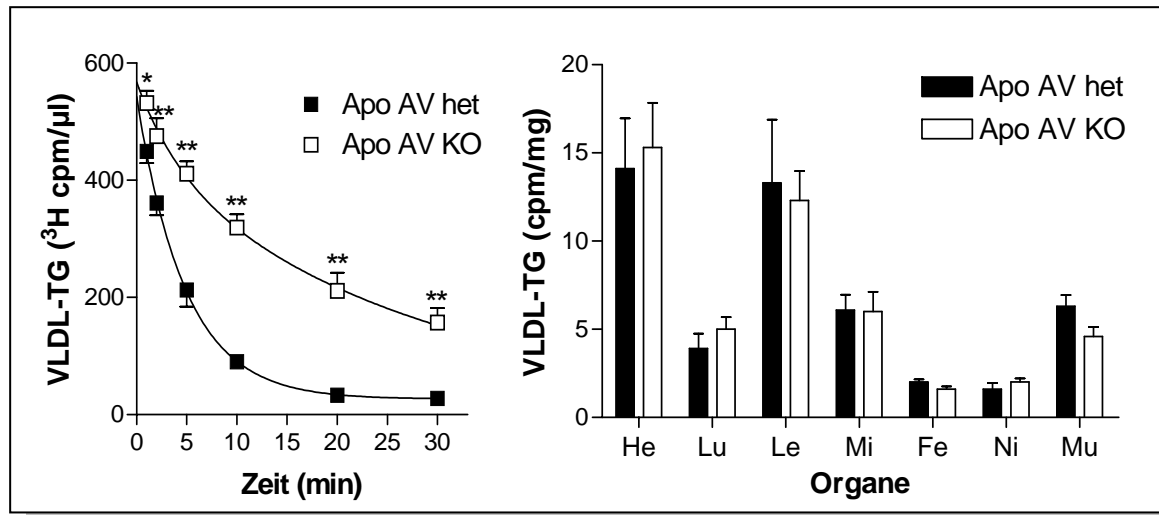 VLDL-TG (³H cpm/µl)
600
400
200
0
* ** ** ** ** **
Apo AV het
Apo AV KO
0 5 10 15 20 25 30
Zeit (min)
VLDL-TG (cpm/mg)
20
15
10
5
0
Apo AV het
Apo AV KO
He Lu Le Mi Fe Ni Mu
Organe